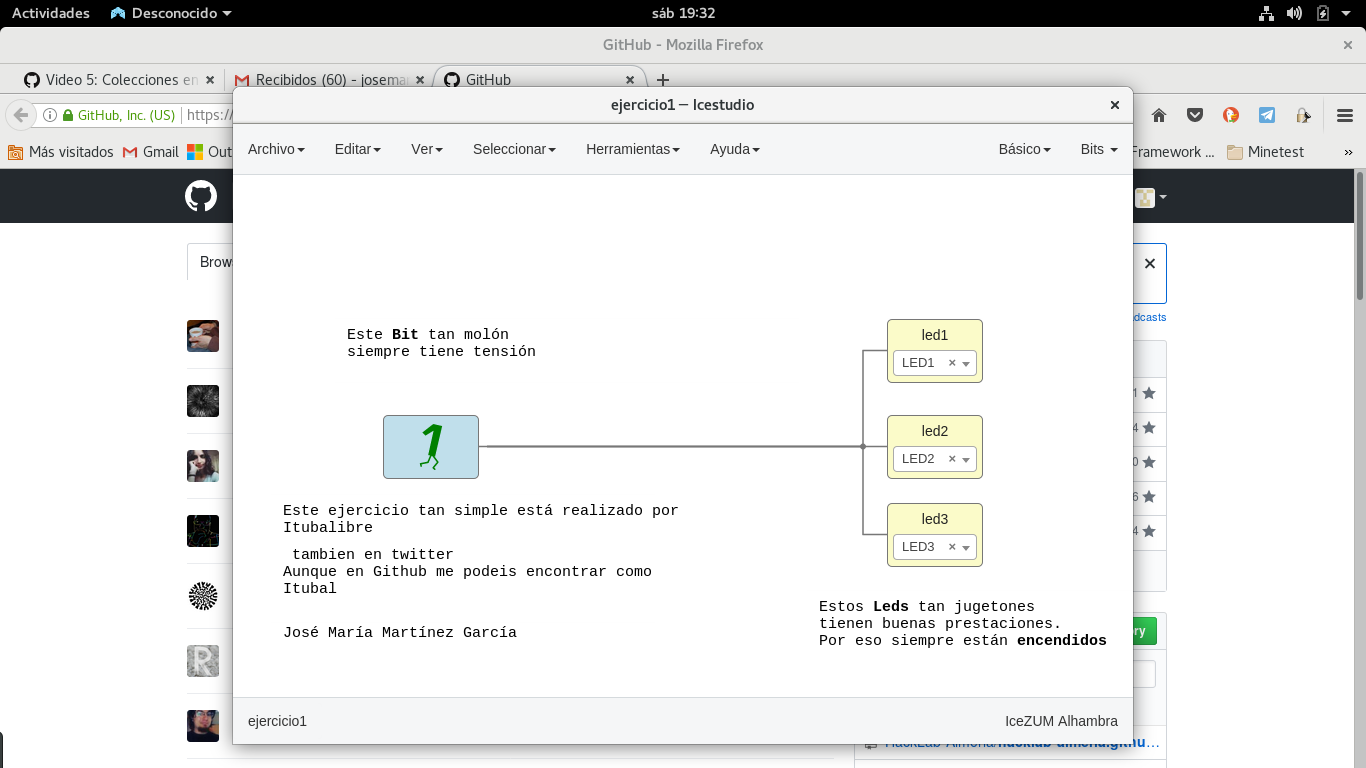 Actividades Desconocido sáb 19:32
GitHub - Mozilla Firefox
Video 5: Colecciones en Recibidos (60) - josema GitHub
GitHub, Inc. (US) https://
Más visitados Gmail Framework ... Minetest »
ejercicio1 – Icestudio
Archivo Editar Ver Seleccionar Herramientas Ayuda Básico Bits
Este Bit tan molón
siempre tiene tensión
1
led1
LED1
led2
LED2
led3
LED3
Este ejercicio tan simple está realizado por
Itubalibre
tambien en twitter
Aunque en Github me podeis encontrar como
Itubal
José María Martínez García
Estos Leds tan jugetones
tienen buenas prestaciones.
Por eso siempre están encendidos
ejercicio1 IceZUM Alhambra